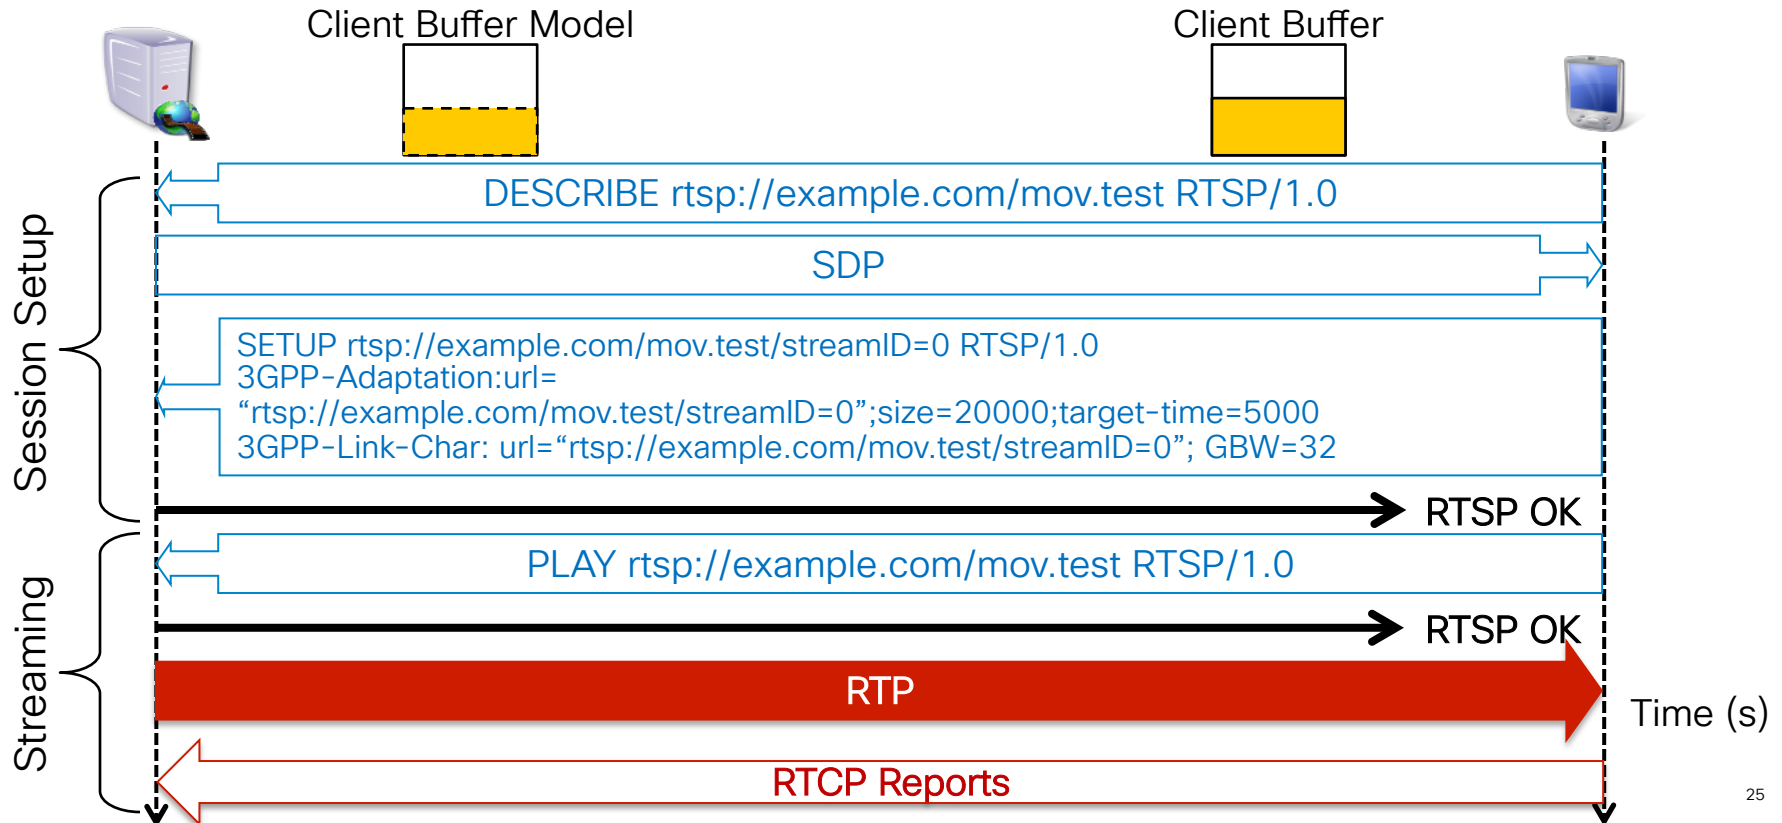 Client Buffer Model
Client Buffer
Session Setup
DESCRIBE rtsp://example.com/mov.test RTSP/1.0
SDP
SETUP rtsp://example.com/mov.test/streamID=0 RTSP/1.0
3GPP-Adaptation:url=
“rtsp://example.com/mov.test/streamID=0”;size=20000;target-time=5000
3GPP-Link-Char: url=“rtsp://example.com/mov.test/streamID=0”; GBW=32
RTSP OK
Streaming
PLAY rtsp://example.com/mov.test RTSP/1.0
RTSP OK
RTP
Time (s)
RTCP Reports
25